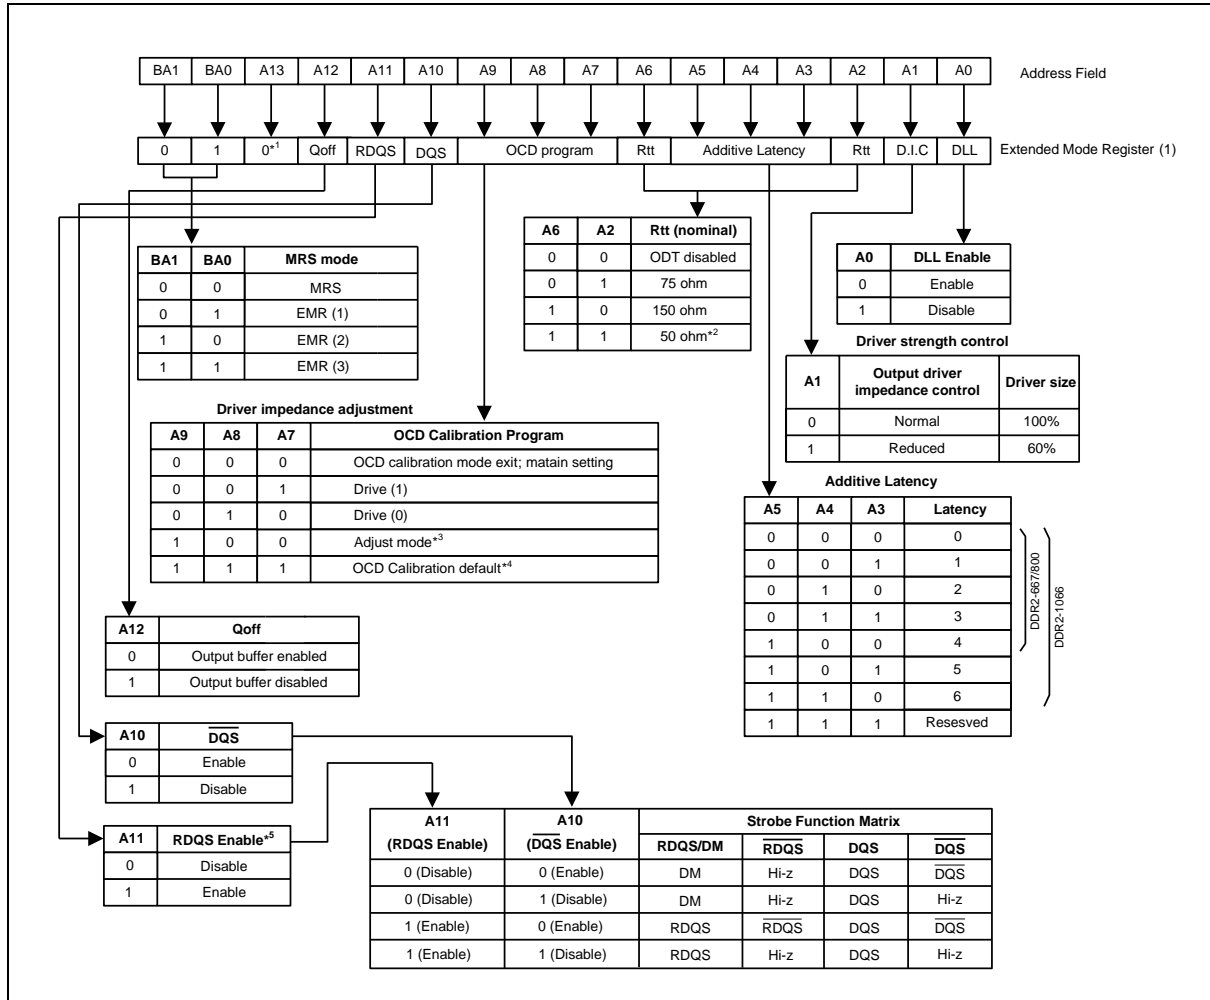 BA1 BA0 A13 A12 A11 A10 A9 A8 A7 A6 A5 A4 A3 A2 A1 A0 Address Field
0 1 0*1 Qoff RDQS DQS OCD program Rtt Additive Latency Rtt D.I.C DLL Extended Mode Register (1)
BA1 BA0 MRS mode
0 0 MRS
0 1 EMR (1)
1 0 EMR (2)
1 1 EMR (3)
A6 A2 Rtt (nominal)
0 0 ODT disabled
0 1 75 ohm
1 0 150 ohm
1 1 50 ohm*2
A0 DLL Enable
0 Enable
1 Disable
Driver strength control
A1 Output driver impedance control Driver size
0 Normal 100%
1 Reduced 60%
Driver impedance adjustment
A9 A8 A7 OCD Calibration Program
0 0 0 OCD calibration mode exit; matain setting
0 0 1 Drive (1)
0 1 0 Drive (0)
1 0 0 Adjust mode*3
1 1 1 OCD Calibration default*4
Additive Latency
A5 A4 A3 Latency
0 0 0 0
0 0 1 1
0 1 0 2
0 1 1 3
1 0 0 4
1 0 1 5
1 1 0 6
1 1 1 Resesved
DDR2-667/800
DDR2-1066
A12 Qoff
0 Output buffer enabled
1 Output buffer disabled
A10 D̅Q̅S̅
0 Enable
1 Disable
A11 RDQS Enable*5
0 Disable
1 Enable
A11 (RDQS Enable) A10 (D̅Q̅S̅ Enable) Strobe Function Matrix
RDQS/DM R̅D̅Q̅S̅ DQS D̅Q̅S̅
0 (Disable) 0 (Enable) DM Hi-z DQS D̅Q̅S̅
0 (Disable) 1 (Disable) DM Hi-z DQS Hi-z
1 (Enable) 0 (Enable) RDQS R̅D̅Q̅S̅ DQS D̅Q̅S̅
1 (Enable) 1 (Disable) RDQS Hi-z DQS Hi-z